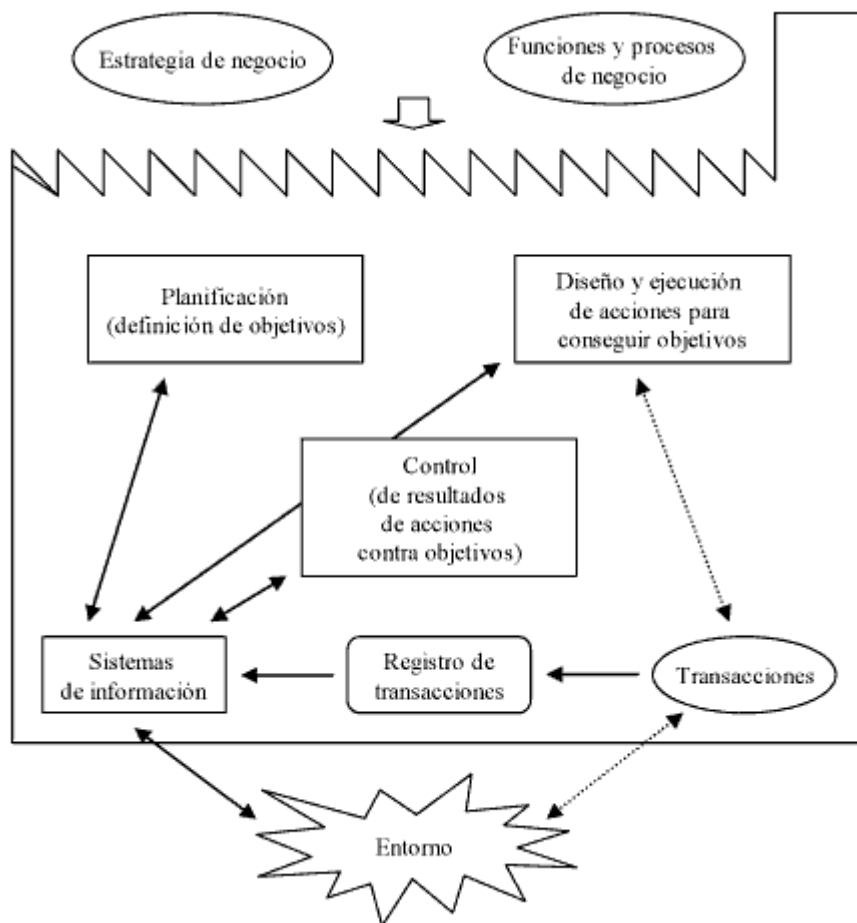 Estrategia de negocio
Funciones y procesos
de negocio
Planificación
(definición de objetivos)
Diseño y ejecución
de acciones para
conseguir objetivos
Control
(de resultados
de acciones
contra objetivos)
Sistemas
de información
Registro de
transacciones
Transacciones
Entorno